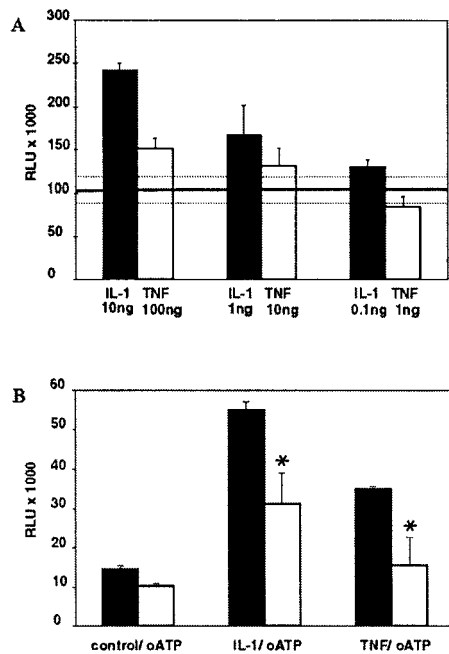 A
300
250
200
150
100
50
0
RLU x 1000
IL-1 TNF IL-1 TNF IL-1 TNF
10ng 100ng 1ng 10ng 0.1ng 1ng
B
60
50
40
30
20
10
0
RLU x 1000
*
*
control/ oATP IL-1/ oATP TNF/ oATP